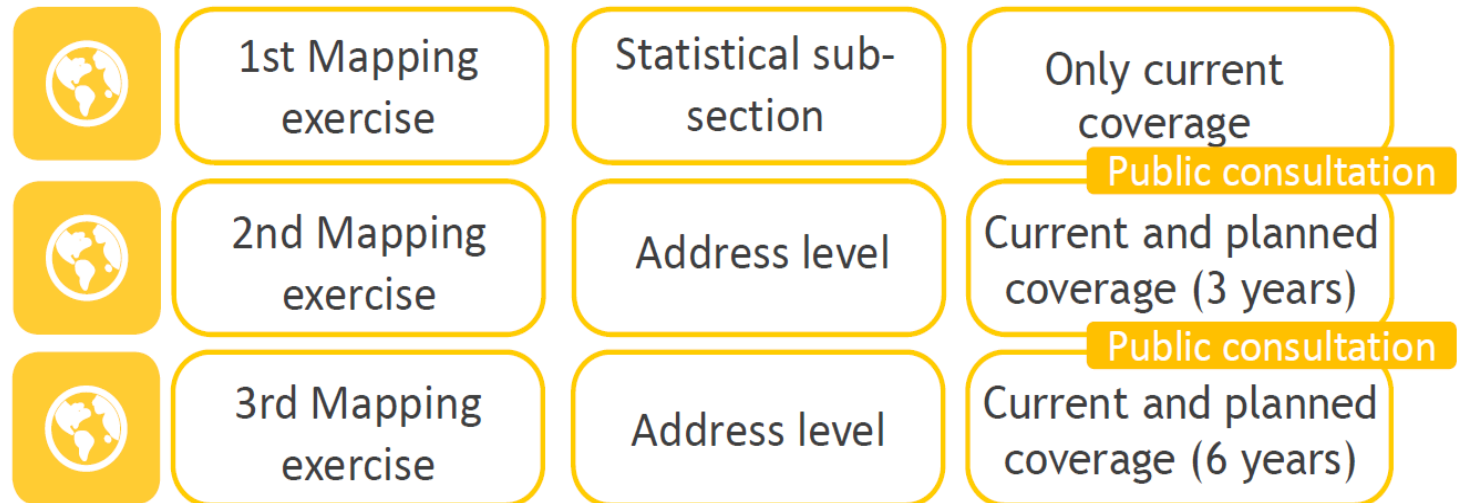 1st Mapping
exercise
Statistical sub-
section
Only current
coverage
Public consultation
2nd Mapping
exercise
Address level
Current and planned
coverage (3 years)
Public consultation
3rd Mapping
exercise
Address level
Current and planned
coverage (6 years)